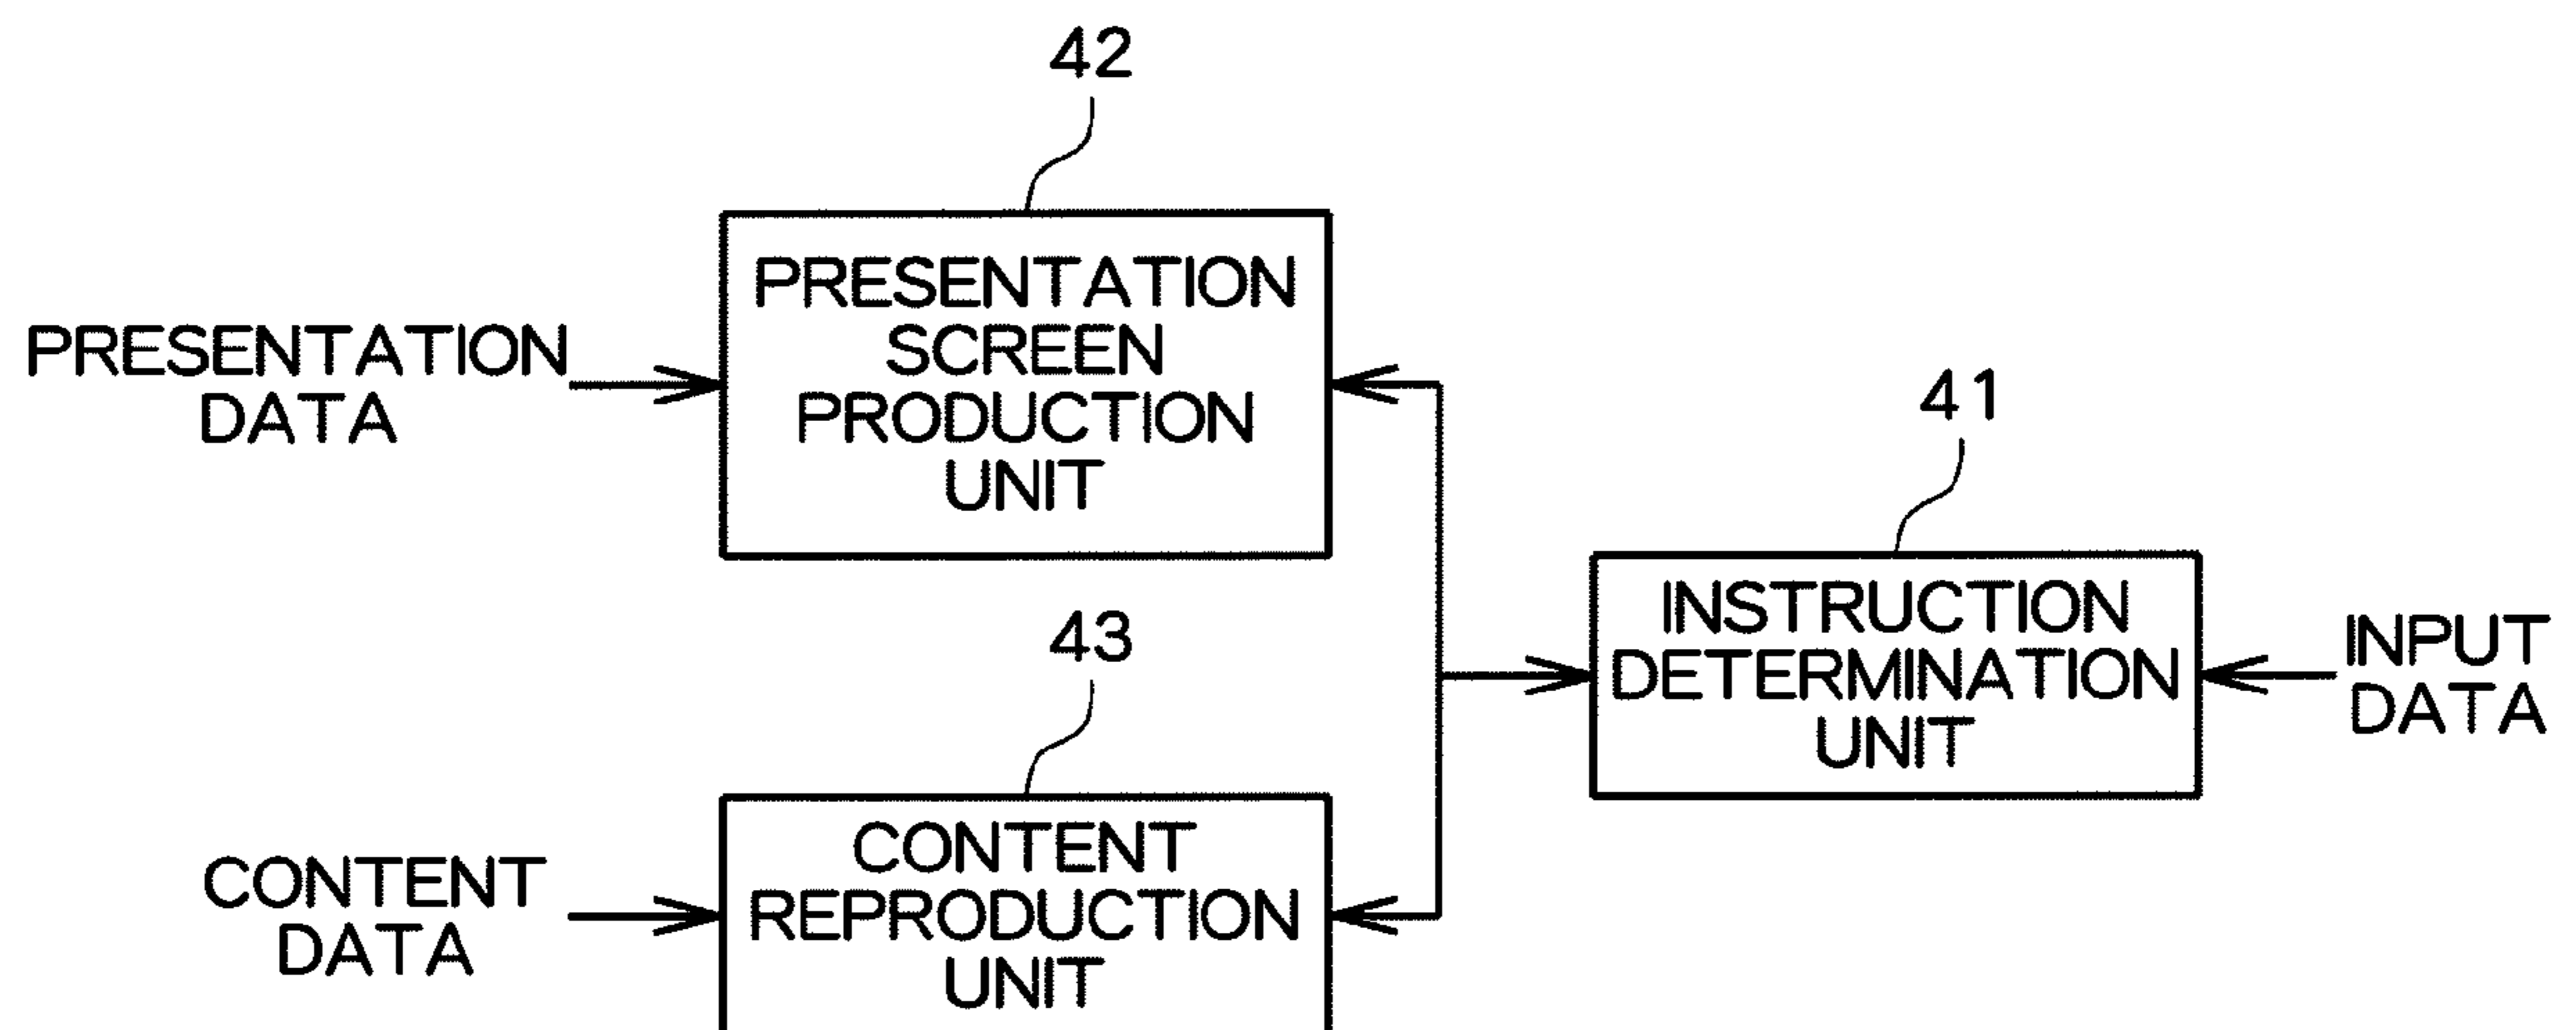 42
PRESENTATION
SCREEN
PRODUCTION
UNIT
PRESENTATION
DATA
41
INSTRUCTION
DETERMINATION
UNIT
INPUT
DATA
43
CONTENT
REPRODUCTION
UNIT
CONTENT
DATA